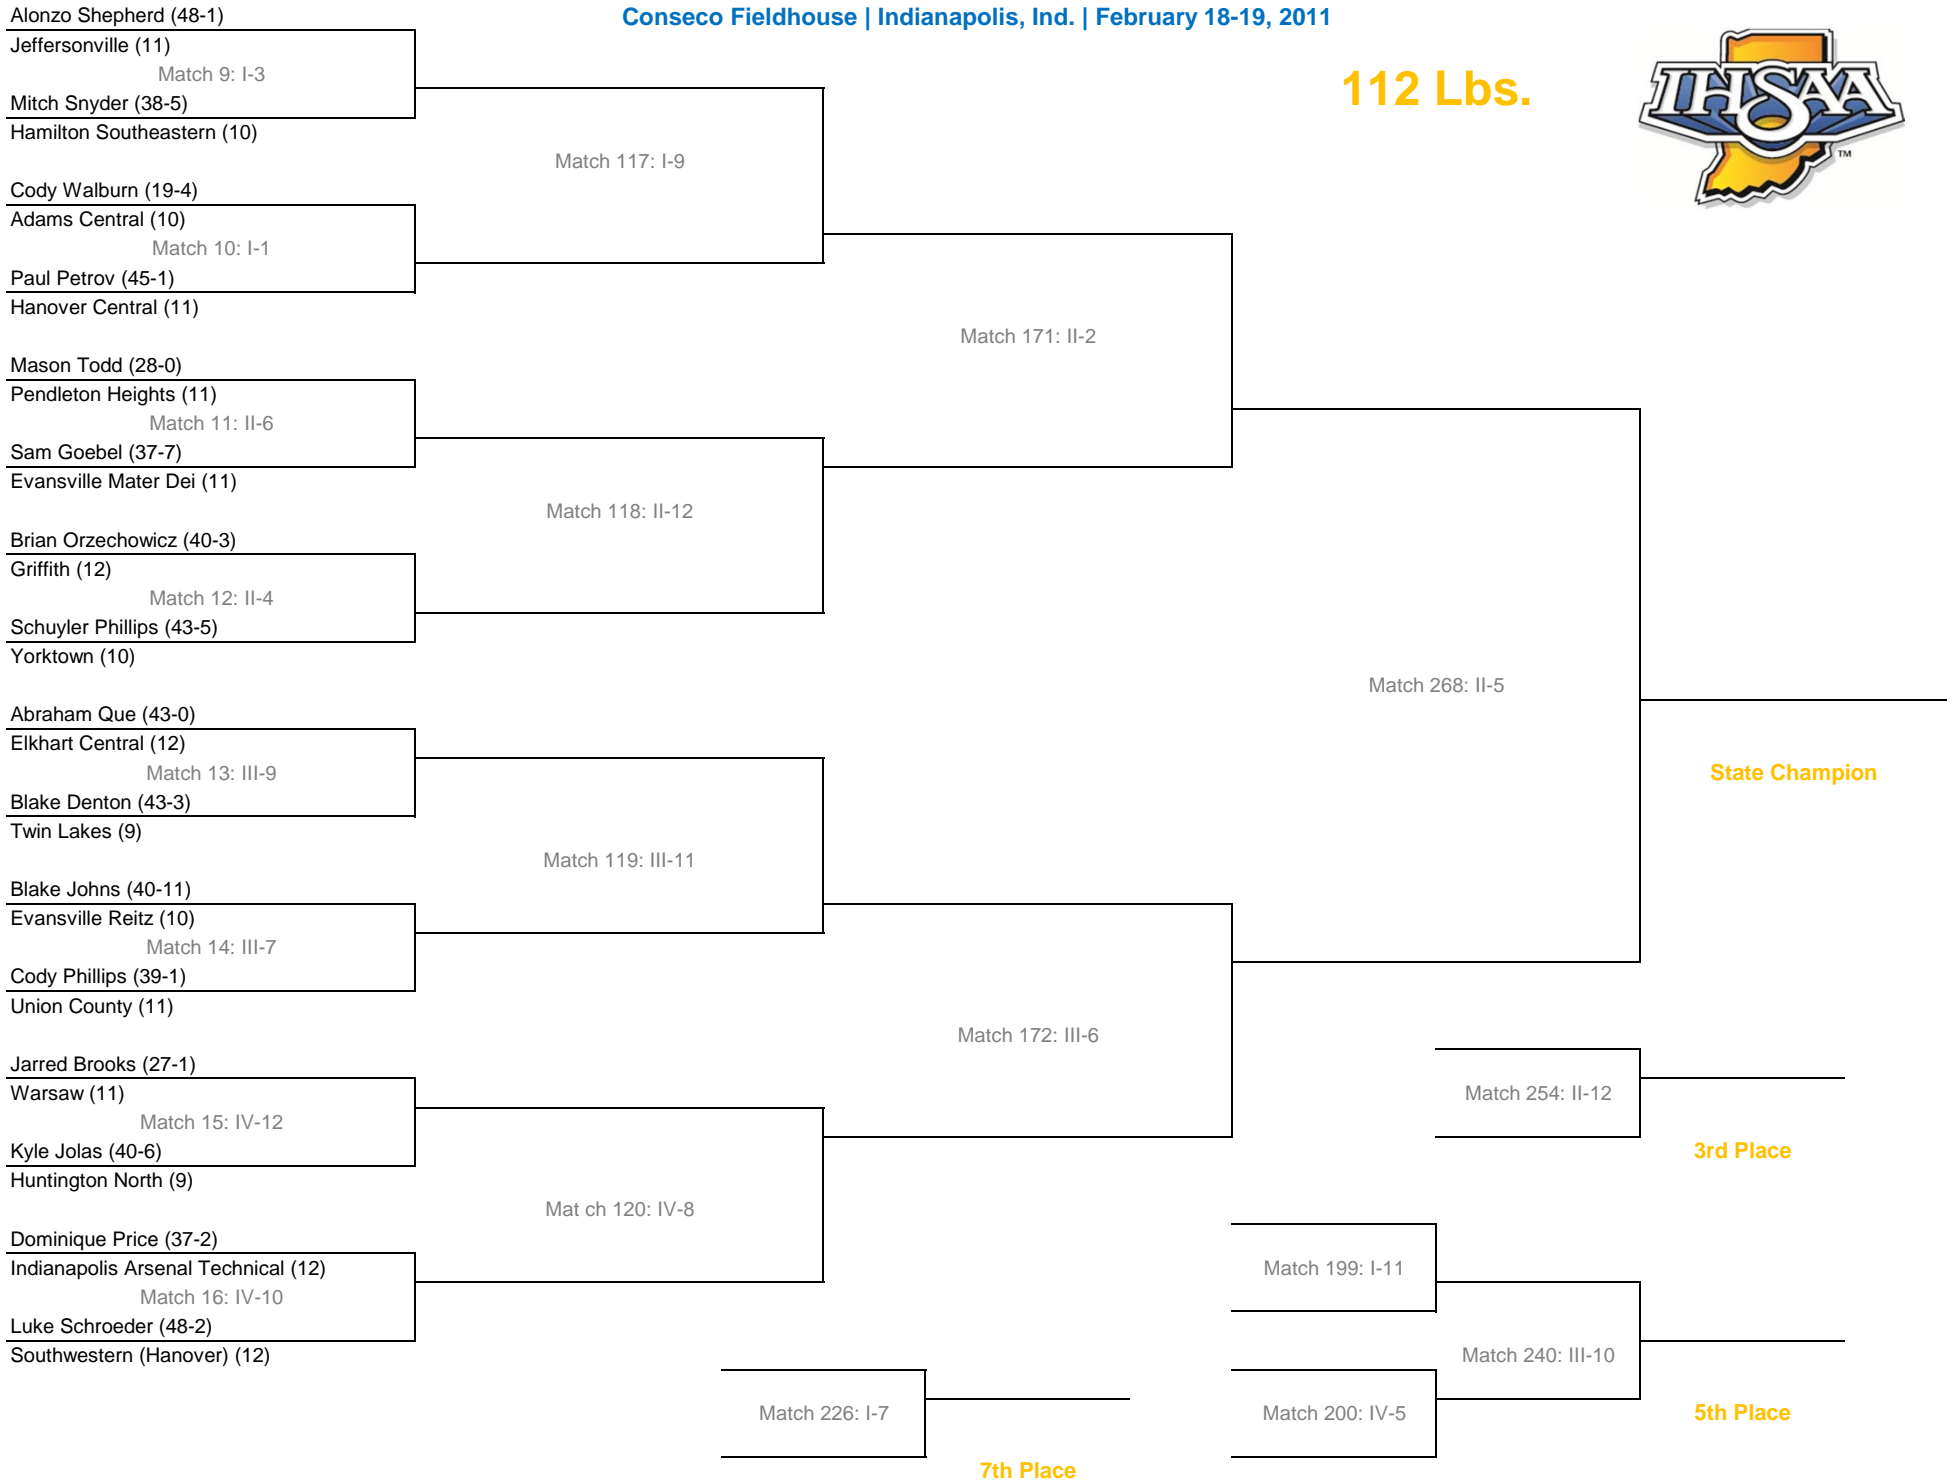 Conseco Fieldhouse | Indianapolis, Ind. | February 18-19, 2011
112 Lbs.
IHSAA
TM
Alonzo Shepherd (48-1)
Jeffersonville (11)
Match 9: I-3
Mitch Snyder (38-5)
Hamilton Southeastern (10)
Match 117: I-9
Cody Walburn (19-4)
Adams Central (10)
Match 10: I-1
Paul Petrov (45-1)
Hanover Central (11)
Match 171: II-2
Mason Todd (28-0)
Pendleton Heights (11)
Match 11: II-6
Sam Goebel (37-7)
Evansville Mater Dei (11)
Match 118: II-12
Brian Orzechowicz (40-3)
Griffith (12)
Match 12: II-4
Schuyler Phillips (43-5)
Yorktown (10)
Match 268: II-5
Abraham Que (43-0)
Elkhart Central (12)
Match 13: III-9
State Champion
Blake Denton (43-3)
Twin Lakes (9)
Match 119: III-11
Blake Johns (40-11)
Evansville Reitz (10)
Match 14: III-7
Cody Phillips (39-1)
Union County (11)
Match 172: III-6
Jarred Brooks (27-1)
Warsaw (11)
Match 254: II-12
Match 15: IV-12
Kyle Jolas (40-6)
3rd Place
Huntington North (9)
Mat ch 120: IV-8
Dominique Price (37-2)
Indianapolis Arsenal Technical (12)
Match 199: I-11
Match 16: IV-10
Luke Schroeder (48-2)
Southwestern (Hanover) (12)
Match 240: III-10
Match 226: I-7
Match 200: IV-5
5th Place
7th Place